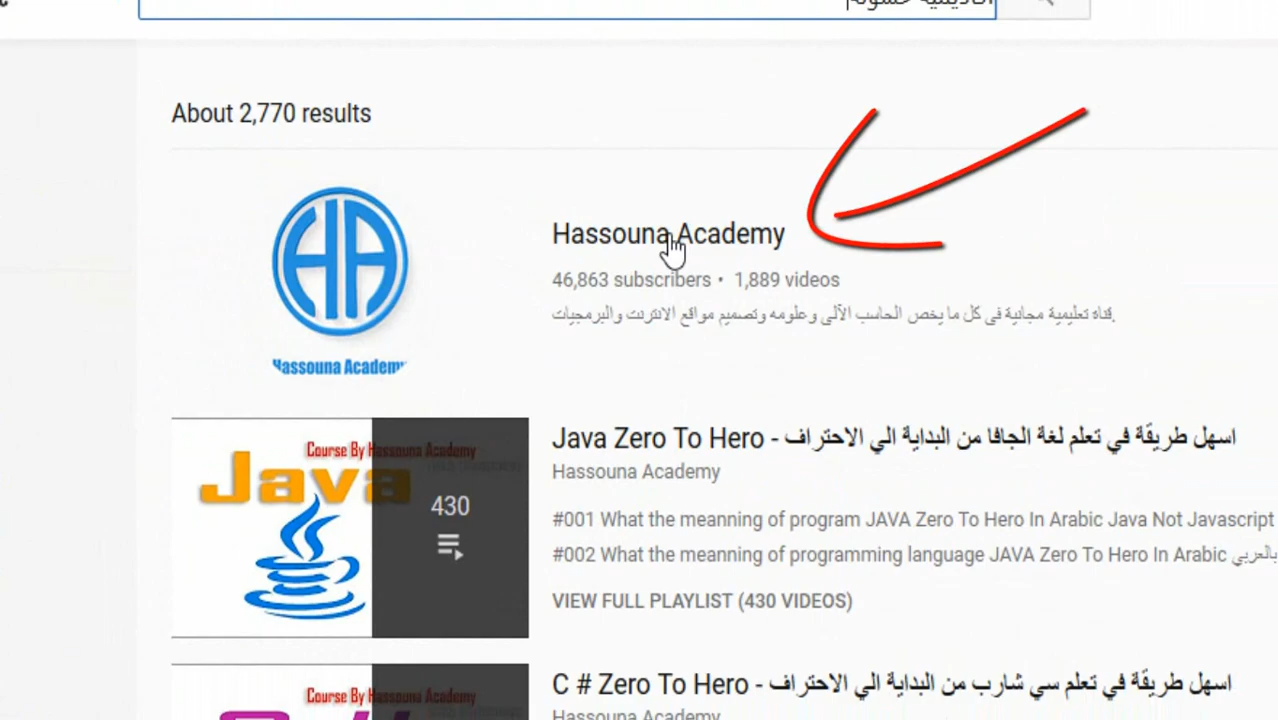 About 2,770 results
HA
Hassouna Academy
Hassouna Academy
46,863 subscribers • 1,889 videos
قناه تعليمية مجانية فى كل ما يخص الحاسب الآلى وعلومه وتصميم مواقع الانترنت والبرمجيات.
Course By Hassouna Academy
Java
430
Java Zero To Hero - اسهل طريقة في تعلم لغة الجافا من البداية الي الاحتراف
Hassouna Academy
#001 What the meanning of program JAVA Zero To Hero In Arabic Java Not Javascript
#002 What the meanning of programming language JAVA Zero To Hero In Arabic بالعربي
VIEW FULL PLAYLIST (430 VIDEOS)
Course By Hassouna Academy
C # Zero To Hero - اسهل طريقة في تعلم سي شارب من البداية الي الاحتراف
Hassouna Academy